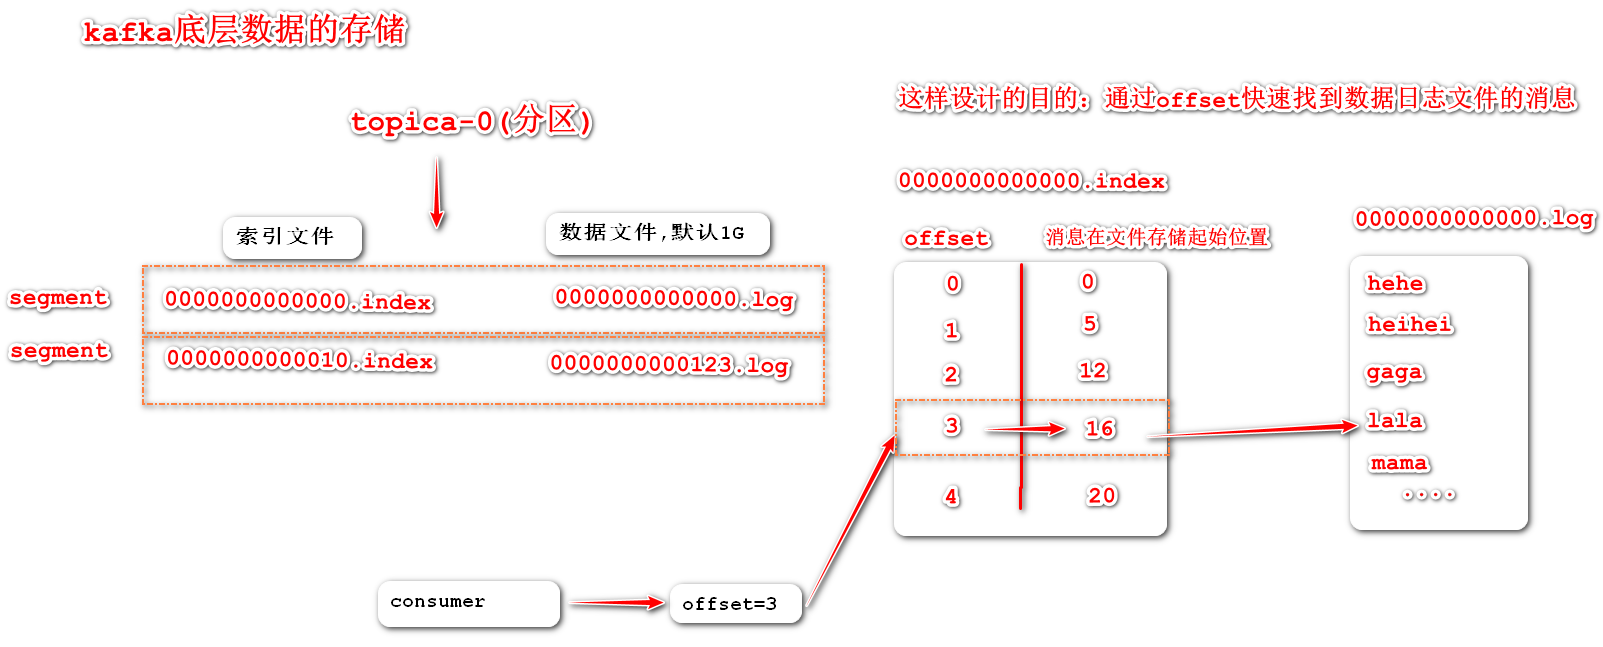 kafka底层数据的存储
这样设计的目的：通过offset快速找到数据日志文件的消息
topica-0(分区)
索引文件
数据文件,默认1G
segment
0000000000000.index
0000000000000.log
segment
0000000000010.index
0000000000123.log
0000000000000.index
offset
消息在文件存储起始位置
0 0
1 5
2 12
3 16
4 20
0000000000000.log
hehe
heihei
gaga
lala
mama
....
consumer
offset=3